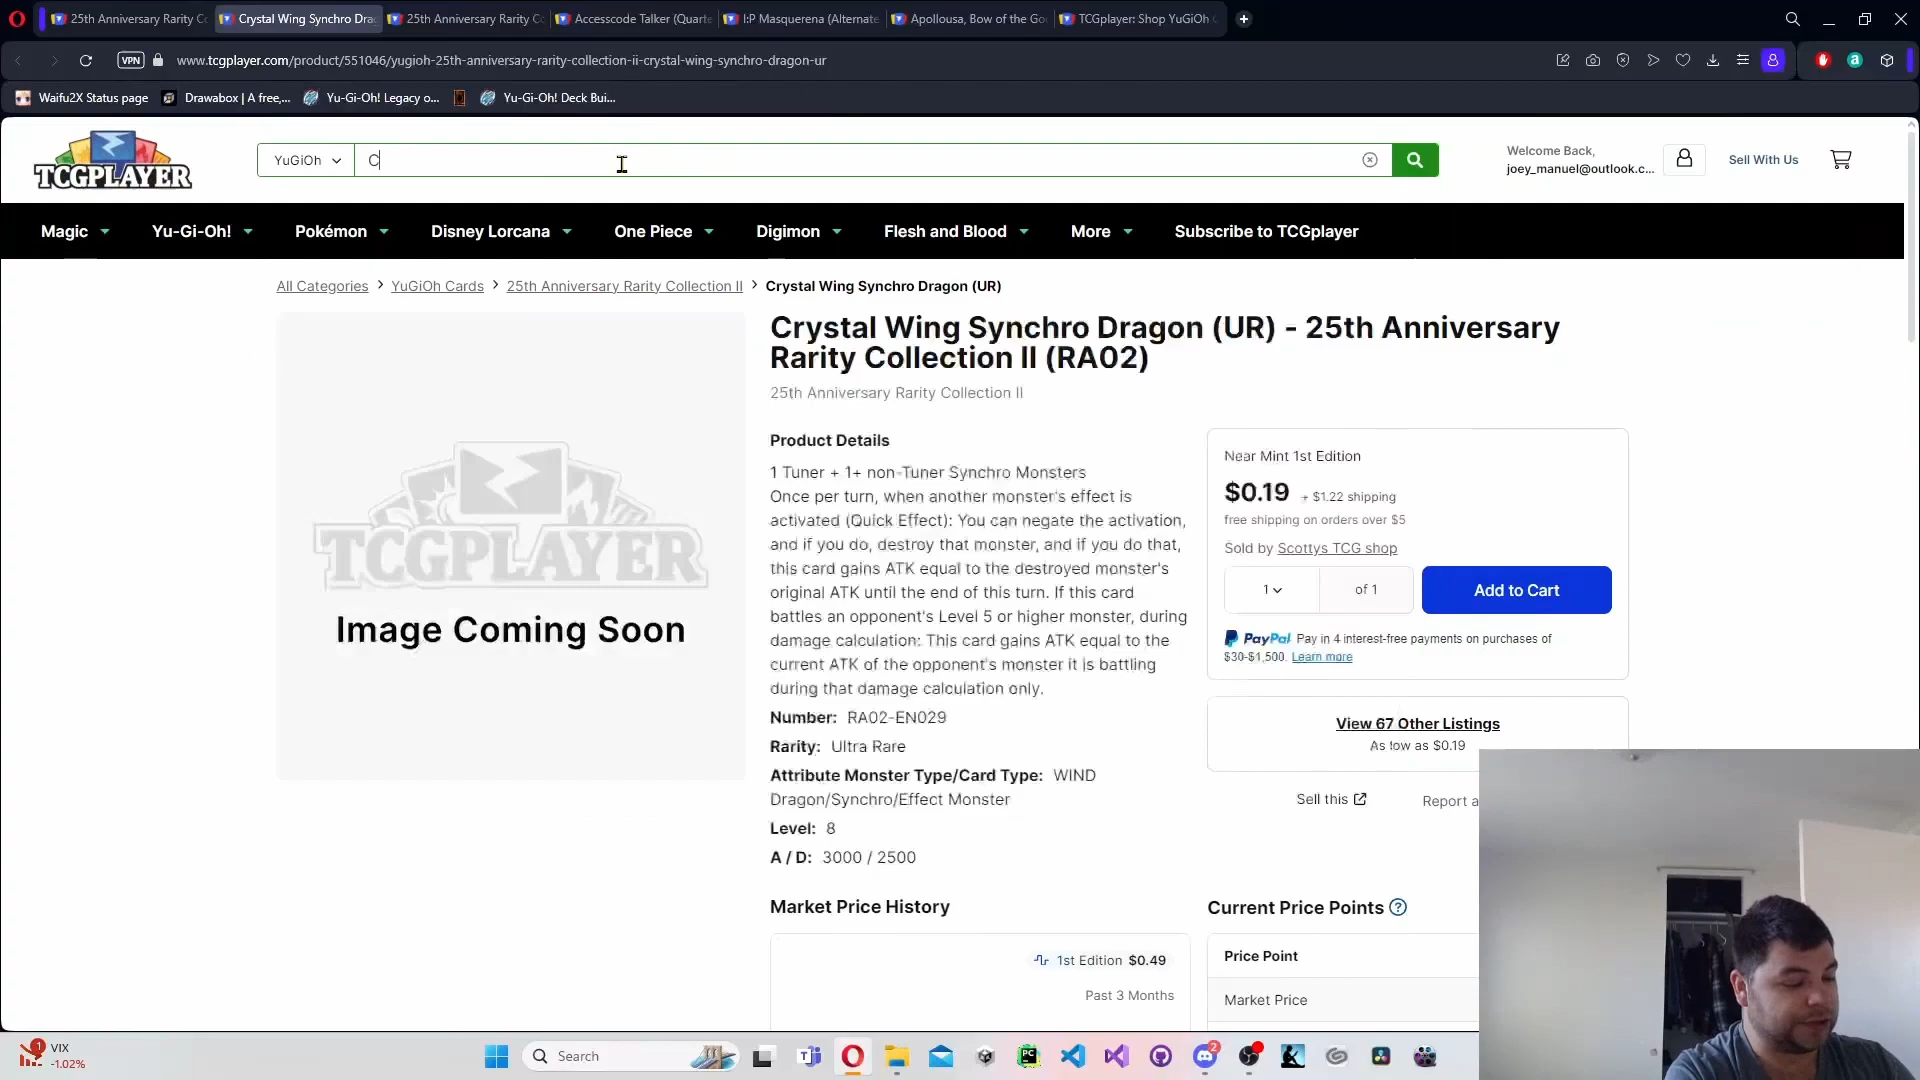 25th Anniversary Rarity Co
Crystal Wing Synchro Dra
25th Anniversary Rarity C
Accesscode Talker (Quarte
I:P Masquerena (Alternate
Apollousa, Bow of the Go
TCGplayer: Shop YuGiOh
VPN
www.tcgplayer.com/product/551046/yugioh-25th-anniversary-rarity-collection-ii-crystal-wing-synchro-dragon-ur
Waifu2X Status page
Drawabox | A free,...
Yu-Gi-Oh! Legacy o...
Yu-Gi-Oh! Deck Bui...
TCGPLAYER
YuGiOh
C
Welcome Back,
joey_manuel@outlook.c...
Sell With Us
Magic
Yu-Gi-Oh!
Pokémon
Disney Lorcana
One Piece
Digimon
Flesh and Blood
More
Subscribe to TCGplayer
All Categories > YuGiOh Cards > 25th Anniversary Rarity Collection II > Crystal Wing Synchro Dragon (UR)
TCGPLAYER
Image Coming Soon
Crystal Wing Synchro Dragon (UR) - 25th Anniversary
Rarity Collection II (RA02)
25th Anniversary Rarity Collection II
Product Details
1 Tuner + 1+ non-Tuner Synchro Monsters
Once per turn, when another monster's effect is
activated (Quick Effect): You can negate the activation,
and if you do, destroy that monster, and if you do that,
this card gains ATK equal to the destroyed monster's
original ATK until the end of this turn. If this card
battles an opponent's Level 5 or higher monster, during
damage calculation: This card gains ATK equal to the
current ATK of the opponent's monster it is battling
during that damage calculation only.
Number: RA02-EN029
Rarity: Ultra Rare
Attribute Monster Type/Card Type: WIND
Dragon/Synchro/Effect Monster
Level: 8
A / D: 3000 / 2500
Near Mint 1st Edition
$0.19 + $1.22 shipping
free shipping on orders over $5
Sold by Scottys TCG shop
1
of 1
Add to Cart
PayPal Pay in 4 interest-free payments on purchases of
$30-$1,500. Learn more
View 67 Other Listings
As low as $0.19
Sell this
Report a
Market Price History
1st Edition $0.49
Past 3 Months
Current Price Points
Price Point
Market Price
1
VIX
-1.02%
Search
PC
2